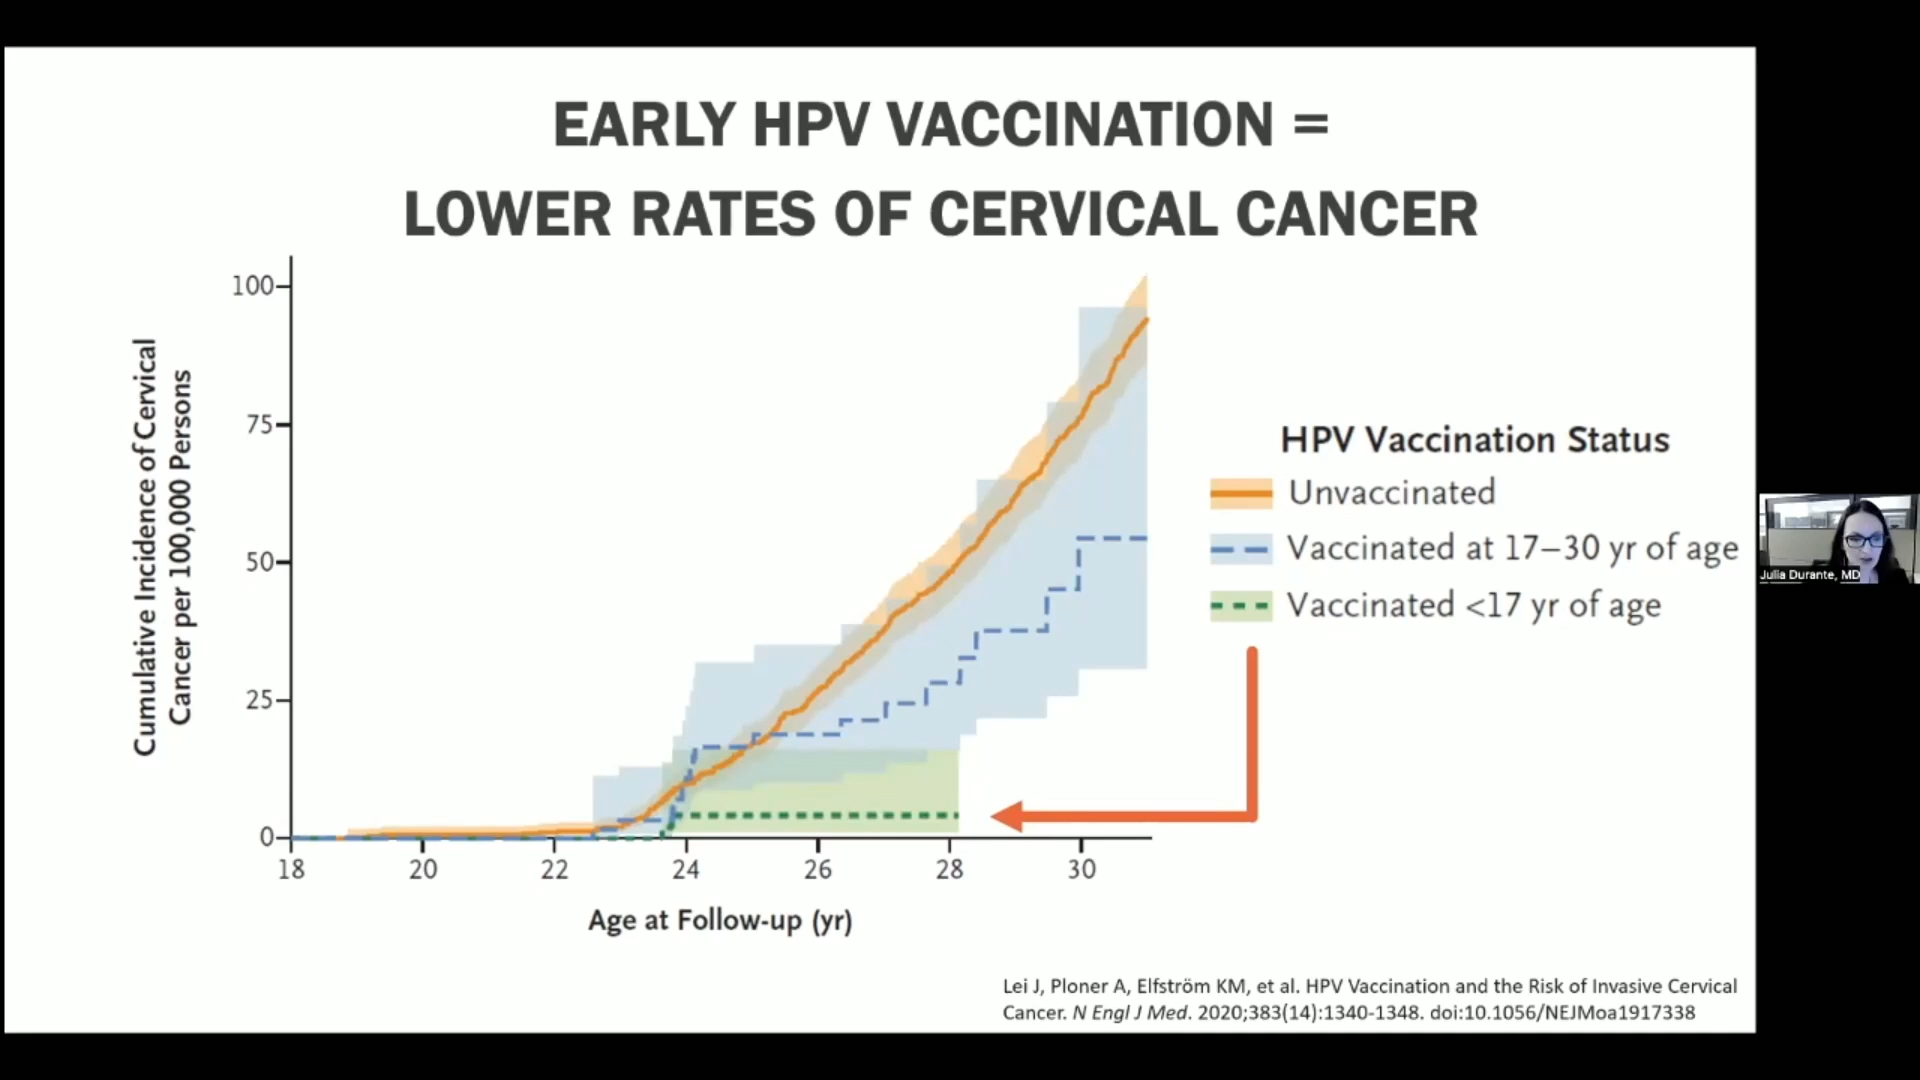 EARLY HPV VACCINATION =
LOWER RATES OF CERVICAL CANCER
Cumulative Incidence of Cervical
Cancer per 100,000 Persons
100
75
50
25
0
18 20 22 24 26 28 30
Age at Follow-up (yr)
HPV Vaccination Status
Unvaccinated
Vaccinated at 17–30 yr of age
Vaccinated <17 yr of age
Julia Durante, MD
Lei J, Ploner A, Elfström KM, et al. HPV Vaccination and the Risk of Invasive Cervical
Cancer. N Engl J Med. 2020;383(14):1340-1348. doi:10.1056/NEJMoa1917338